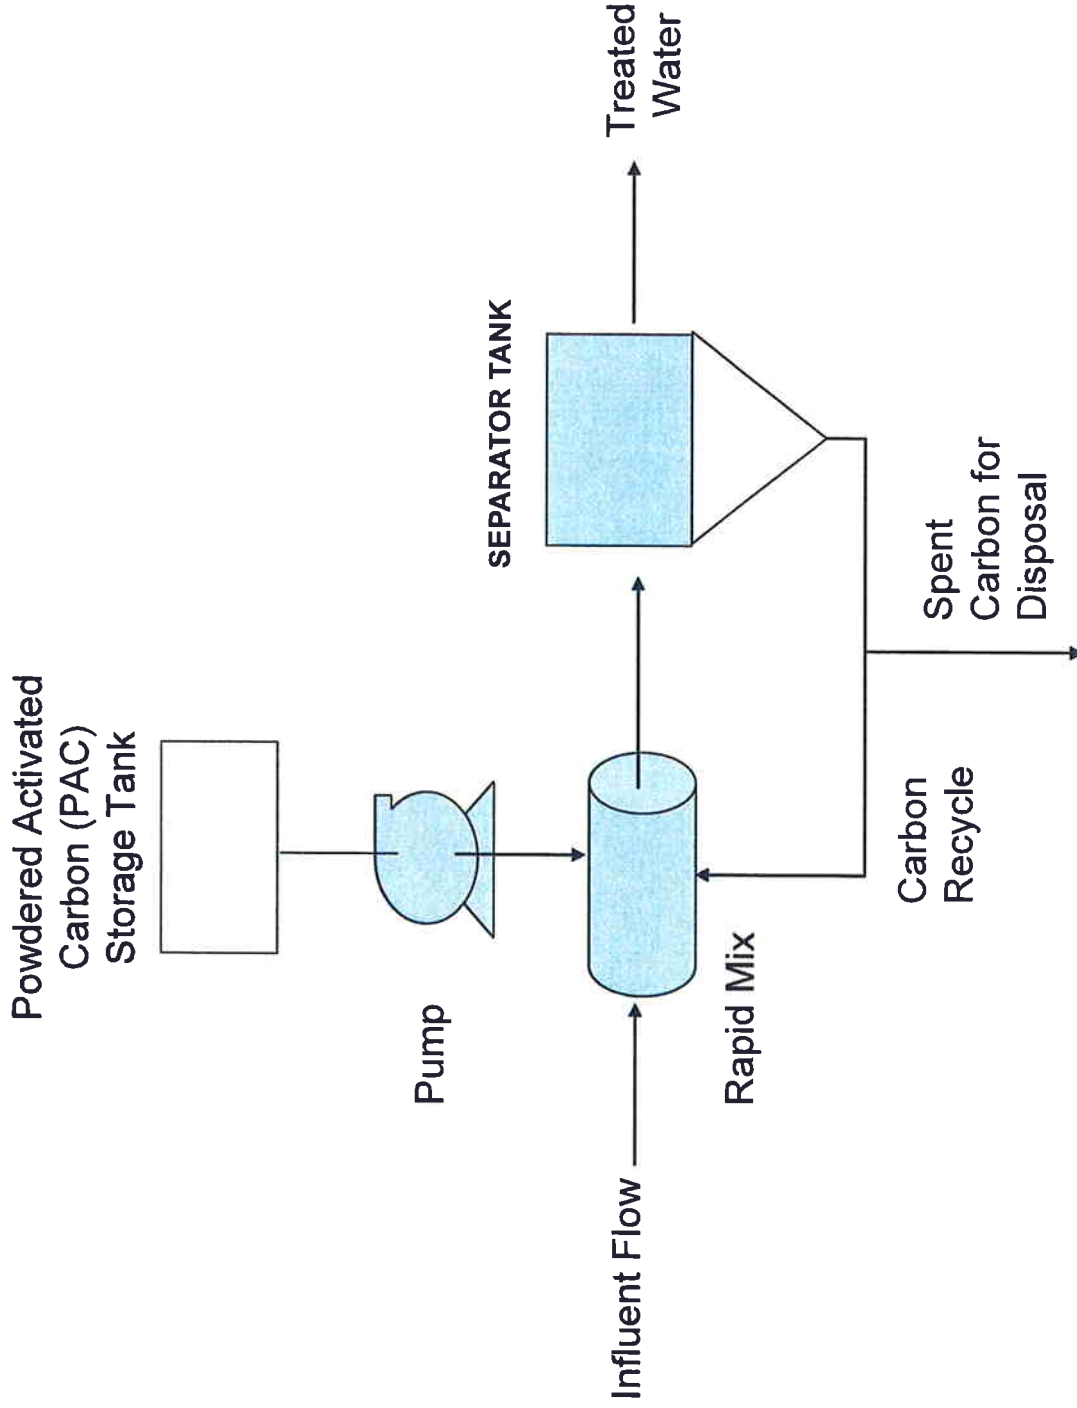 Powdered Activated
Carbon (PAC)
Storage Tank
Pump
SEPARATOR TANK
Influent Flow
Rapid Mix
Treated
Water
Carbon
Recycle
Spent
Carbon for
Disposal